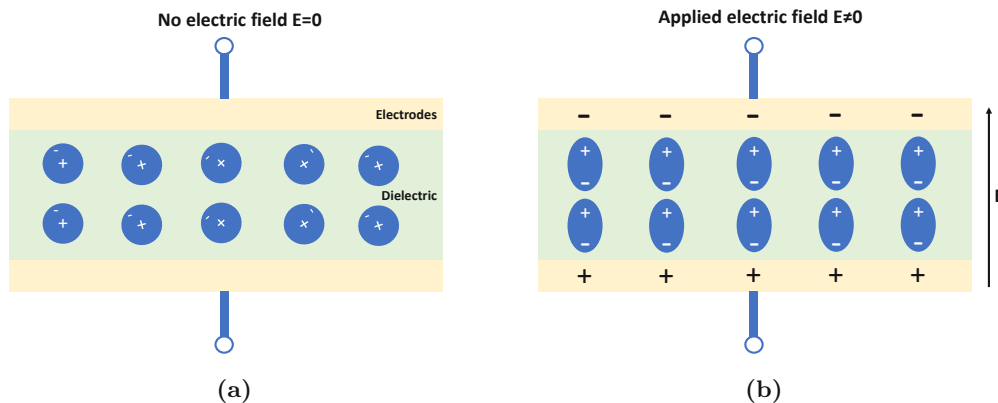 No electric field E=0
Applied electric field E≠0
Electrodes
Dielectric
- - - - -
+ + + + +
- - - - -
+ + + + +
- - - - -
+ + + + +
(a)
(b)